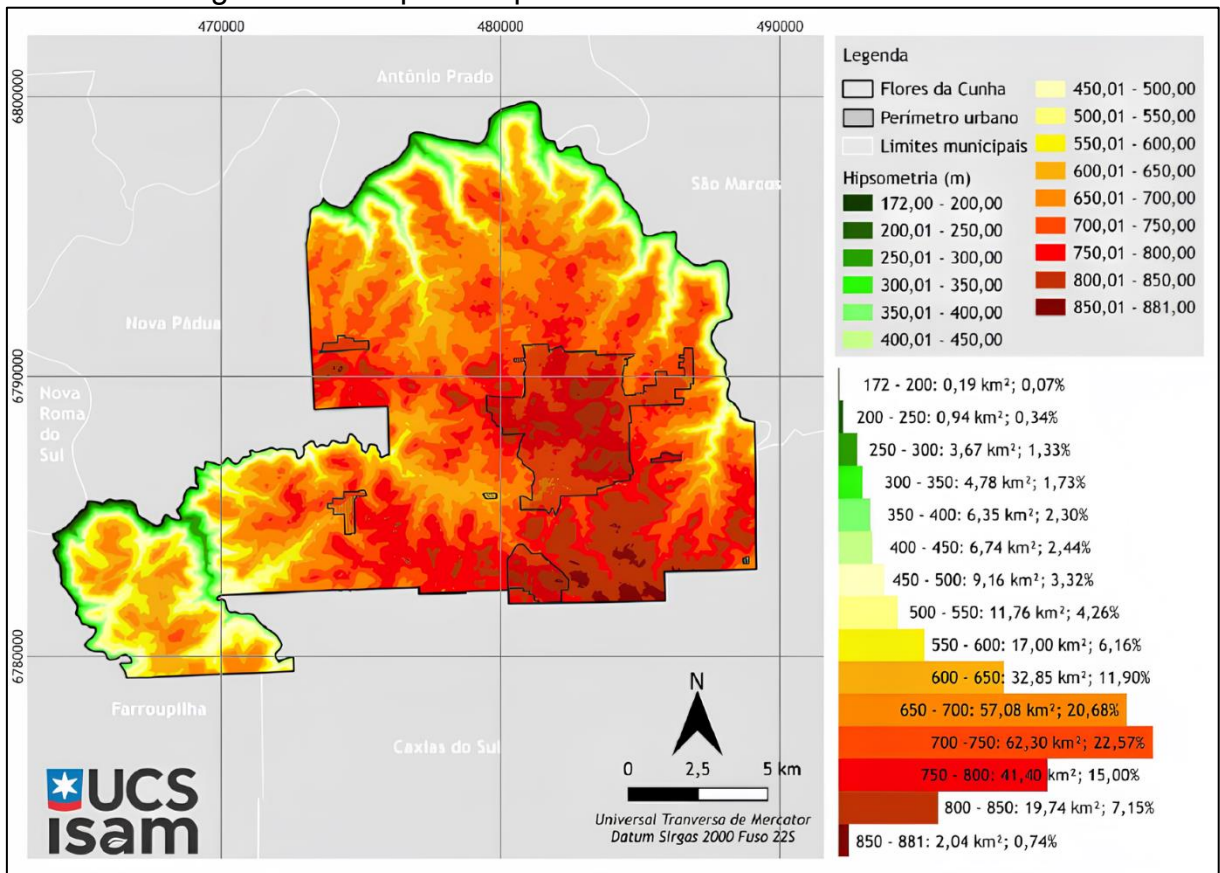 470000
480000
490000
6800000
6790000
6780000
Antônio Prado
São Marcos
Nova Pádua
Nova
Roma
do
Sul
Farroupilha
Caxias do Sul
N
0 2,5 5 km
Universal Tranversa de Mercator
Datum Sirgas 2000 Fuso 22S
UCS
isam
Legenda
Flores da Cunha
Perímetro urbano
Limites municipais
Hipsometria (m)
172,00 - 200,00
200,01 - 250,00
250,01 - 300,00
300,01 - 350,00
350,01 - 400,00
400,01 - 450,00
450,01 - 500,00
500,01 - 550,00
550,01 - 600,00
600,01 - 650,00
650,01 - 700,00
700,01 - 750,00
750,01 - 800,00
800,01 - 850,00
850,01 - 881,00
172 - 200: 0,19 km²; 0,07%
200 - 250: 0,94 km²; 0,34%
250 - 300: 3,67 km²; 1,33%
300 - 350: 4,78 km²; 1,73%
350 - 400: 6,35 km²; 2,30%
400 - 450: 6,74 km²; 2,44%
450 - 500: 9,16 km²; 3,32%
500 - 550: 11,76 km²; 4,26%
550 - 600: 17,00 km²; 6,16%
600 - 650: 32,85 km²; 11,90%
650 - 700: 57,08 km²; 20,68%
700 -750: 62,30 km²; 22,57%
750 - 800: 41,40 km²; 15,00%
800 - 850: 19,74 km²; 7,15%
850 - 881: 2,04 km²; 0,74%